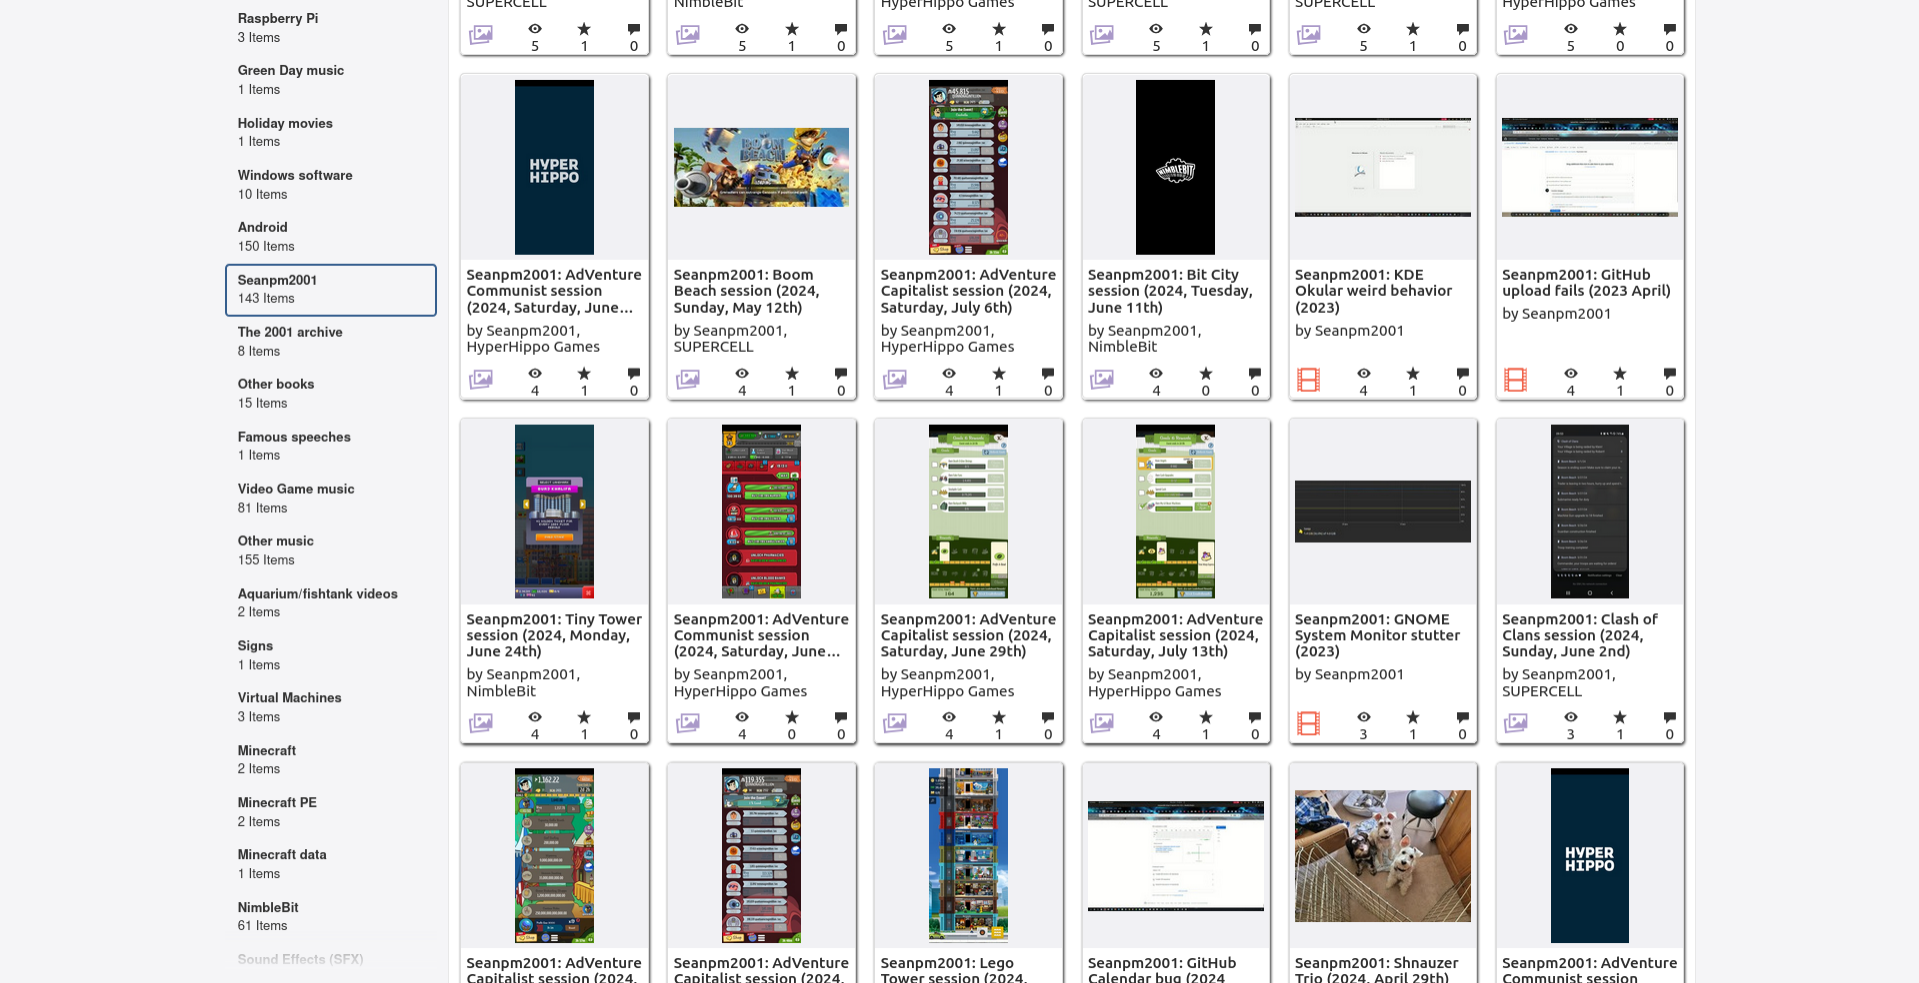 Raspberry Pi
3 Items
Green Day music
1 Items
Holiday movies
1 Items
Windows software
10 Items
Android
150 Items
Seanpm2001
143 Items
The 2001 archive
8 Items
Other books
15 Items
Famous speeches
1 Items
Video Game music
81 Items
Other music
155 Items
Aquarium/fishtank videos
2 Items
Signs
1 Items
Virtual Machines
3 Items
Minecraft
2 Items
Minecraft PE
2 Items
Minecraft data
1 Items
NimbleBit
61 Items
Sound Effects (SFX)
SUPERCELL
5 1 0
NimbleBit
5 1 0
HyperHippo Games
5 1 0
SUPERCELL
5 1 0
SUPERCELL
5 1 0
HyperHippo Games
5 0 0
HYPER
HIPPO
Seanpm2001: AdVenture
Communist session
(2024, Saturday, June...
by Seanpm2001,
HyperHippo Games
4 1 0
BOOM
BEACH
Seanpm2001: Boom
Beach session (2024,
Sunday, May 12th)
by Seanpm2001,
SUPERCELL
4 1 0
Seanpm2001: AdVenture
Capitalist session (2024,
Saturday, July 6th)
by Seanpm2001,
HyperHippo Games
4 1 0
NIMBLEBIT
Seanpm2001: Bit City
session (2024, Tuesday,
June 11th)
by Seanpm2001,
NimbleBit
4 0 0
Seanpm2001: KDE
Okular weird behavior
(2023)
by Seanpm2001
4 1 0
Seanpm2001: GitHub
upload fails (2023 April)
by Seanpm2001
4 1 0
Seanpm2001: Tiny Tower
session (2024, Monday,
June 24th)
by Seanpm2001,
NimbleBit
4 1 0
Seanpm2001: AdVenture
Communist session
(2024, Saturday, June...
by Seanpm2001,
HyperHippo Games
4 0 0
Seanpm2001: AdVenture
Capitalist session (2024,
Saturday, June 29th)
by Seanpm2001,
HyperHippo Games
4 1 0
Seanpm2001: AdVenture
Capitalist session (2024,
Saturday, July 13th)
by Seanpm2001,
HyperHippo Games
4 1 0
Seanpm2001: GNOME
System Monitor stutter
(2023)
by Seanpm2001
3 1 0
Seanpm2001: Clash of
Clans session (2024,
Sunday, June 2nd)
by Seanpm2001,
SUPERCELL
3 1 0
Seanpm2001: AdVenture
Capitalist session (2024,
Seanpm2001: AdVenture
Capitalist session (2024,
Seanpm2001: Lego
Tower session (2024,
Seanpm2001: GitHub
Calendar bug (2024
Seanpm2001: Shnauzer
Trio (2024, April 29th)
HYPER
HIPPO
Seanpm2001: AdVenture
Communist session